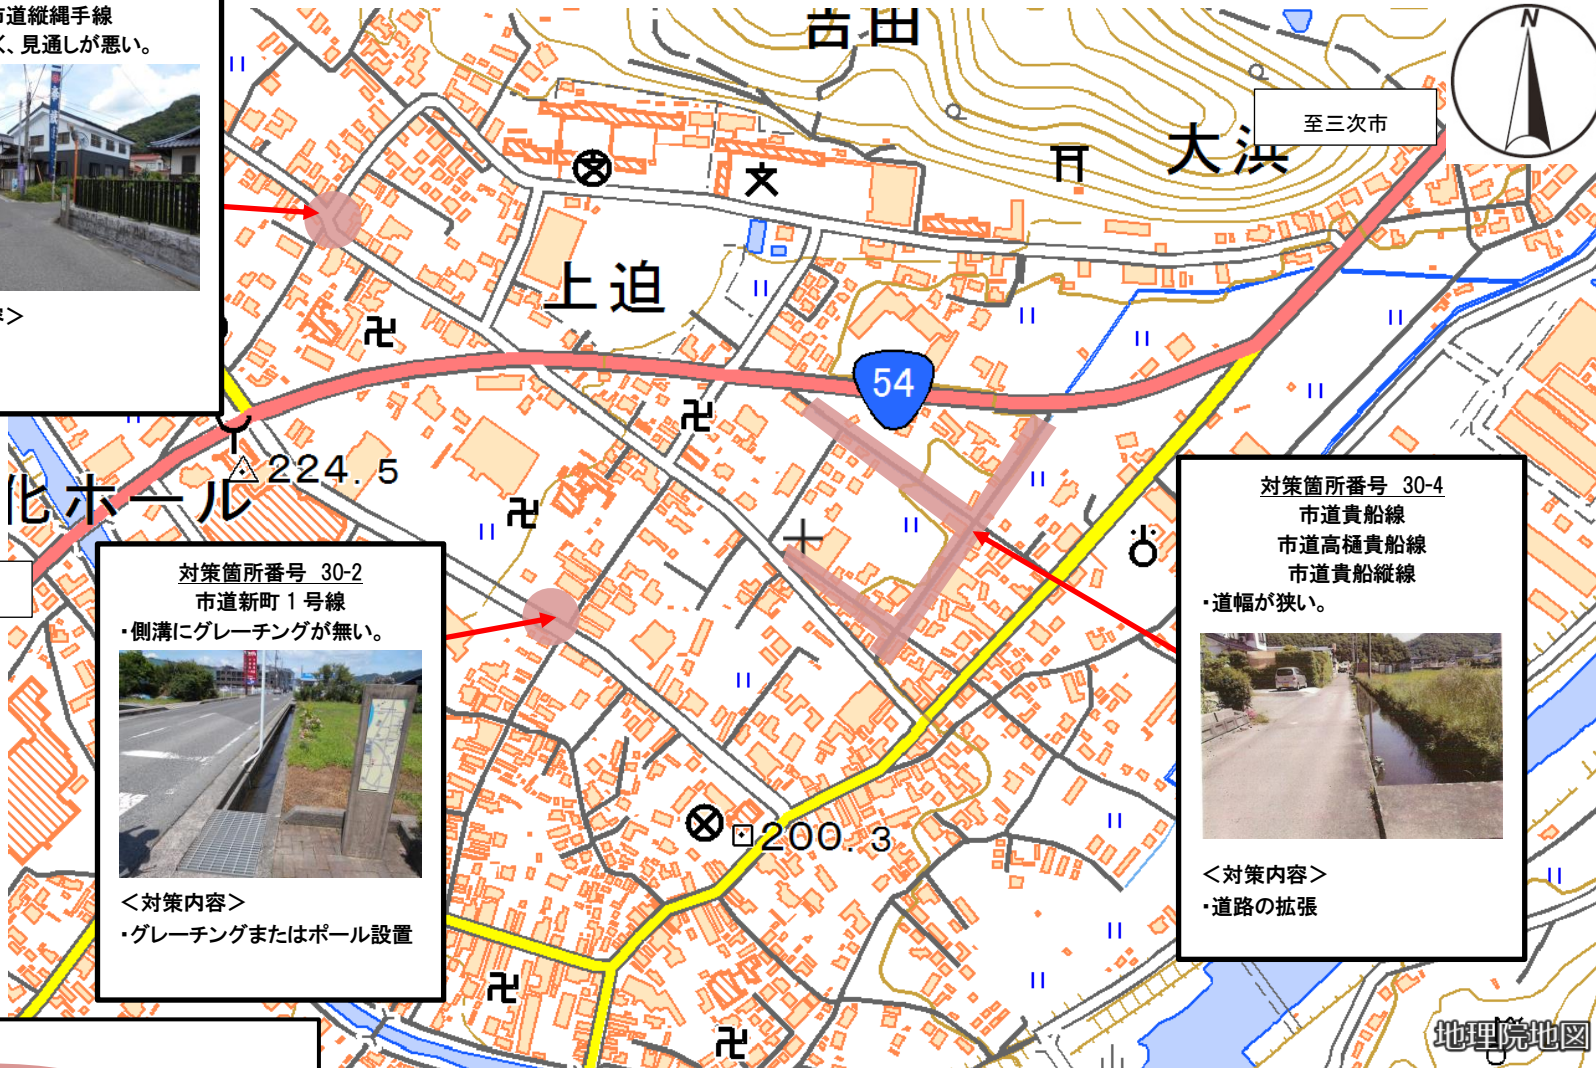 市道縦縄手線
く、見通しが悪い。
＞
吉田
大浜
至三次市
N
上迫
54
224.5
化ホール
対策箇所番号 30-2
市道新町１号線
・側溝にグレーチングが無い。
＜対策内容＞
・グレーチングまたはポール設置
対策箇所番号 30-4
市道貴船線
市道高樋貴船線
市道貴船縦線
・道幅が狭い。
＜対策内容＞
・道路の拡張
200.3
地理院地図